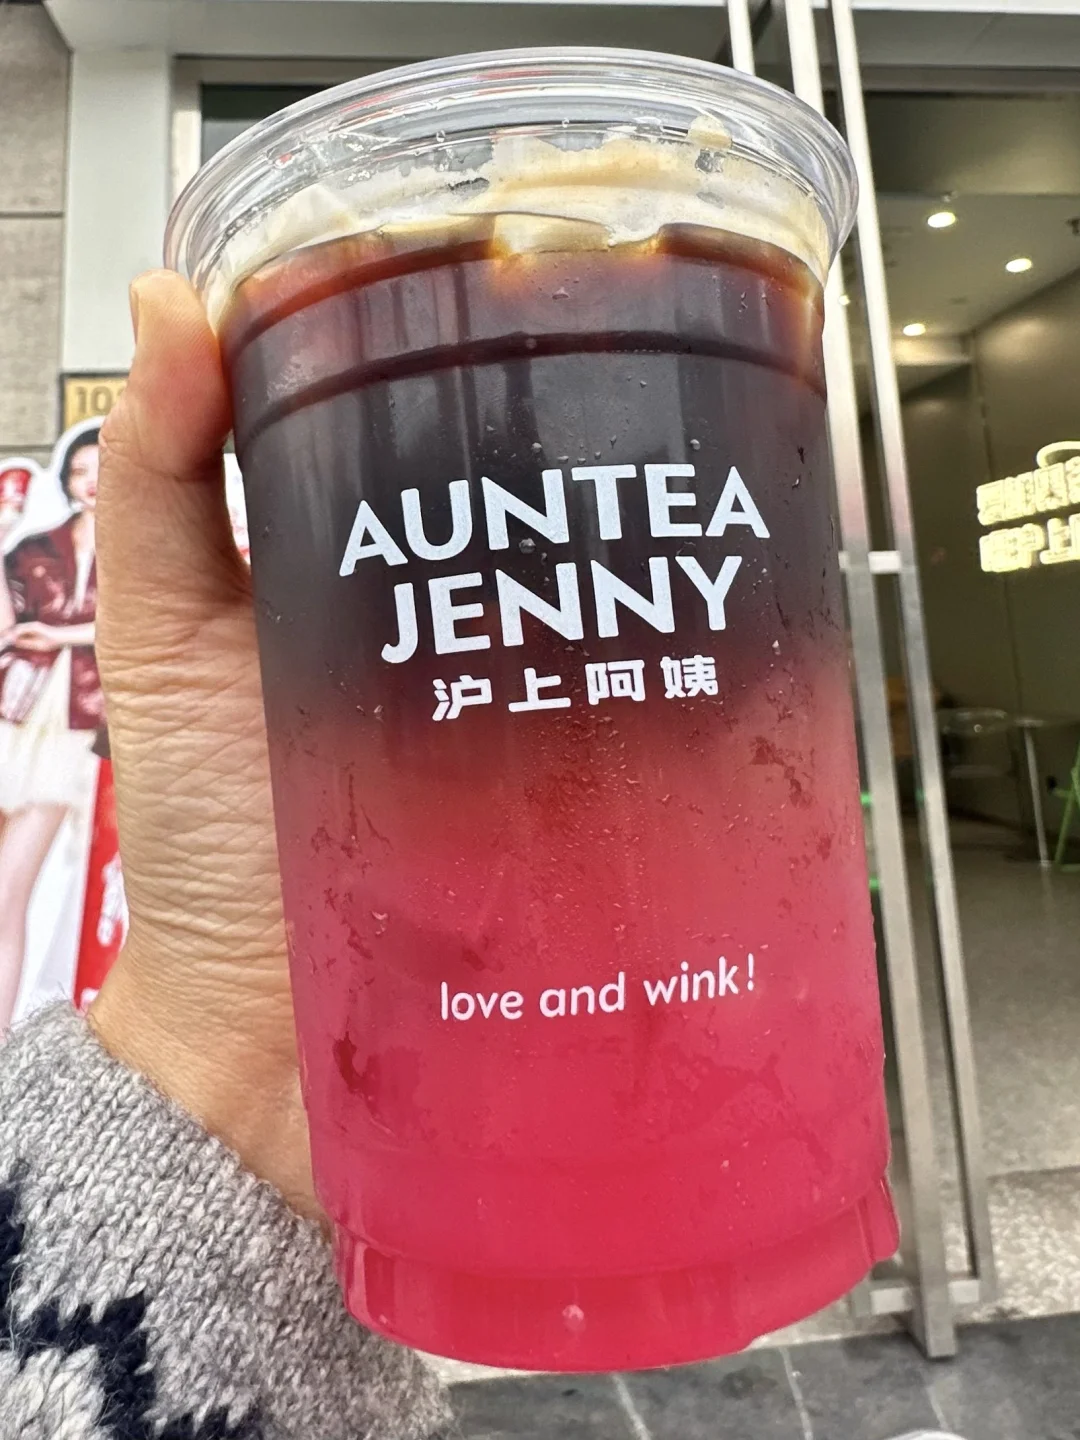 AUNTEA
JENNY
沪上阿姨
love and wink!